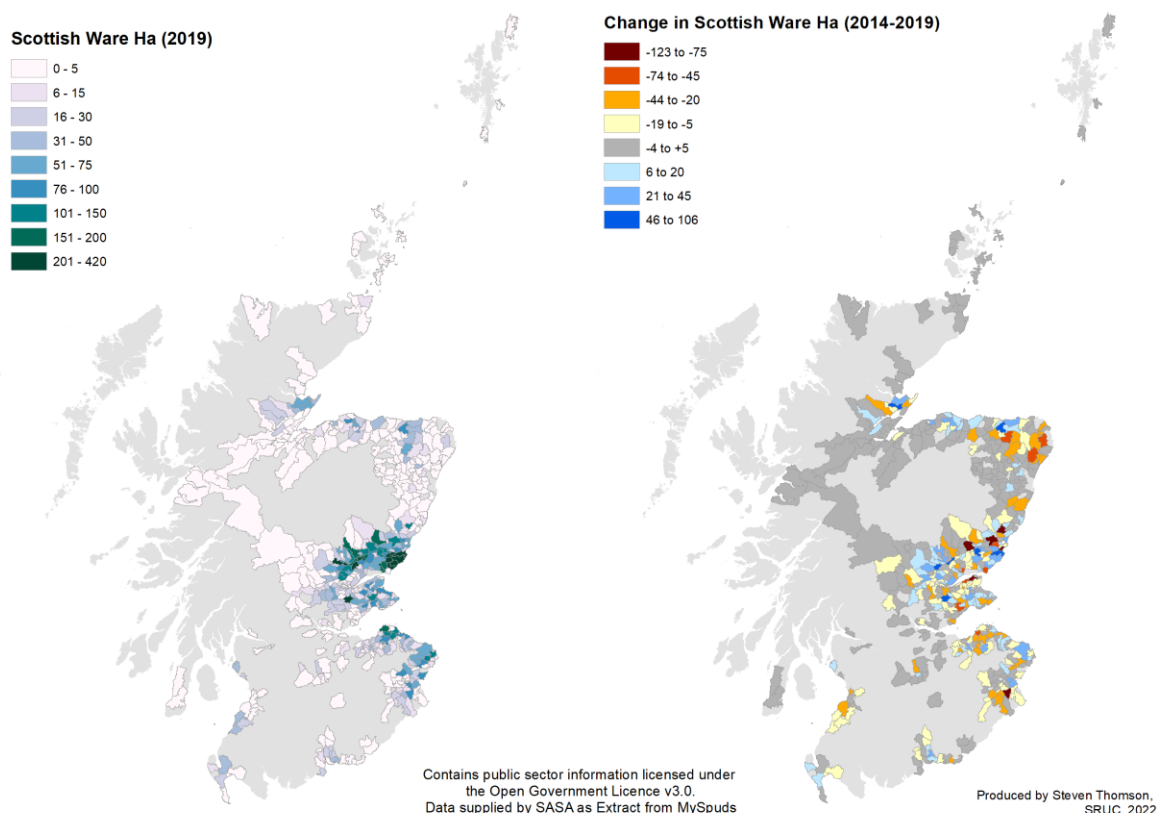 Scottish Ware Ha (2019)
0 - 5
6 - 15
16 - 30
31 - 50
51 - 75
76 - 100
101 - 150
151 - 200
201 - 420
Change in Scottish Ware Ha (2014-2019)
-123 to -75
-74 to -45
-44 to -20
-19 to -5
-4 to +5
6 to 20
21 to 45
46 to 106
Contains public sector information licensed under
the Open Government Licence v3.0.
Data supplied by SASA as Extract from MySpuds
Produced by Steven Thomson,
SRUC, 2022